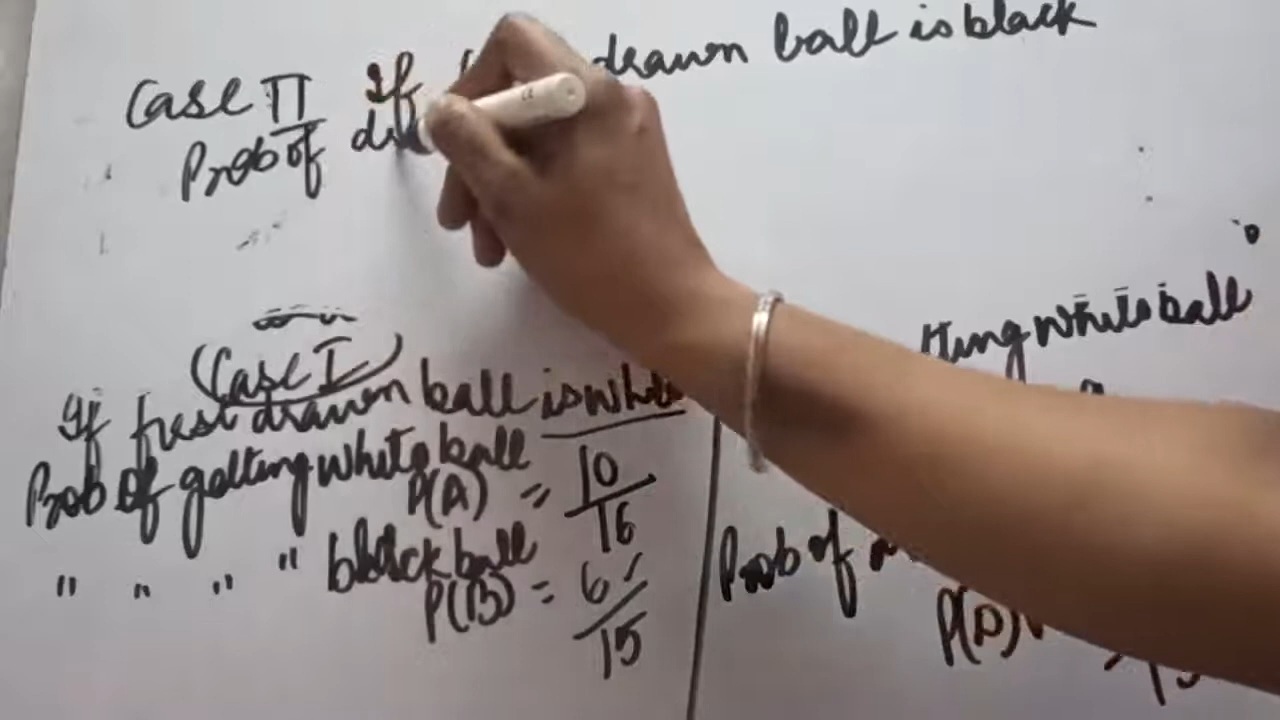 Case II If drawn ball is black
Prob of
(Case I)
If first drawn ball is white
Prob of getting white ball
P(A) = 10/16
" " " " black ball
P(B) = 6/15
tting white ball
Prob of
P(D)